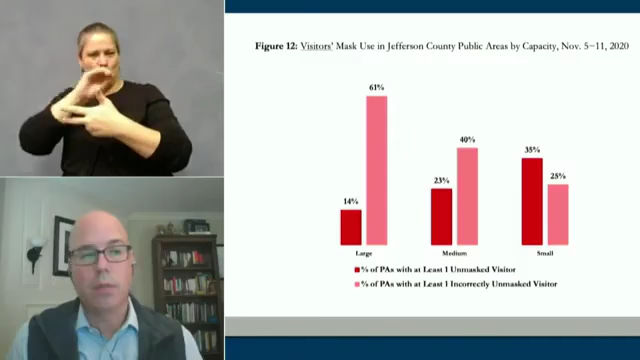 Figure 12: Visitors' Mask Use in Jefferson County Public Areas by Capacity, Nov. 5–11, 2020
61%
40%
35%
25%
23%
14%
Large
Medium
Small
% of PAs with at Least 1 Unmasked Visitor
% of PAs with at Least 1 Incorrectly Unmasked Visitor